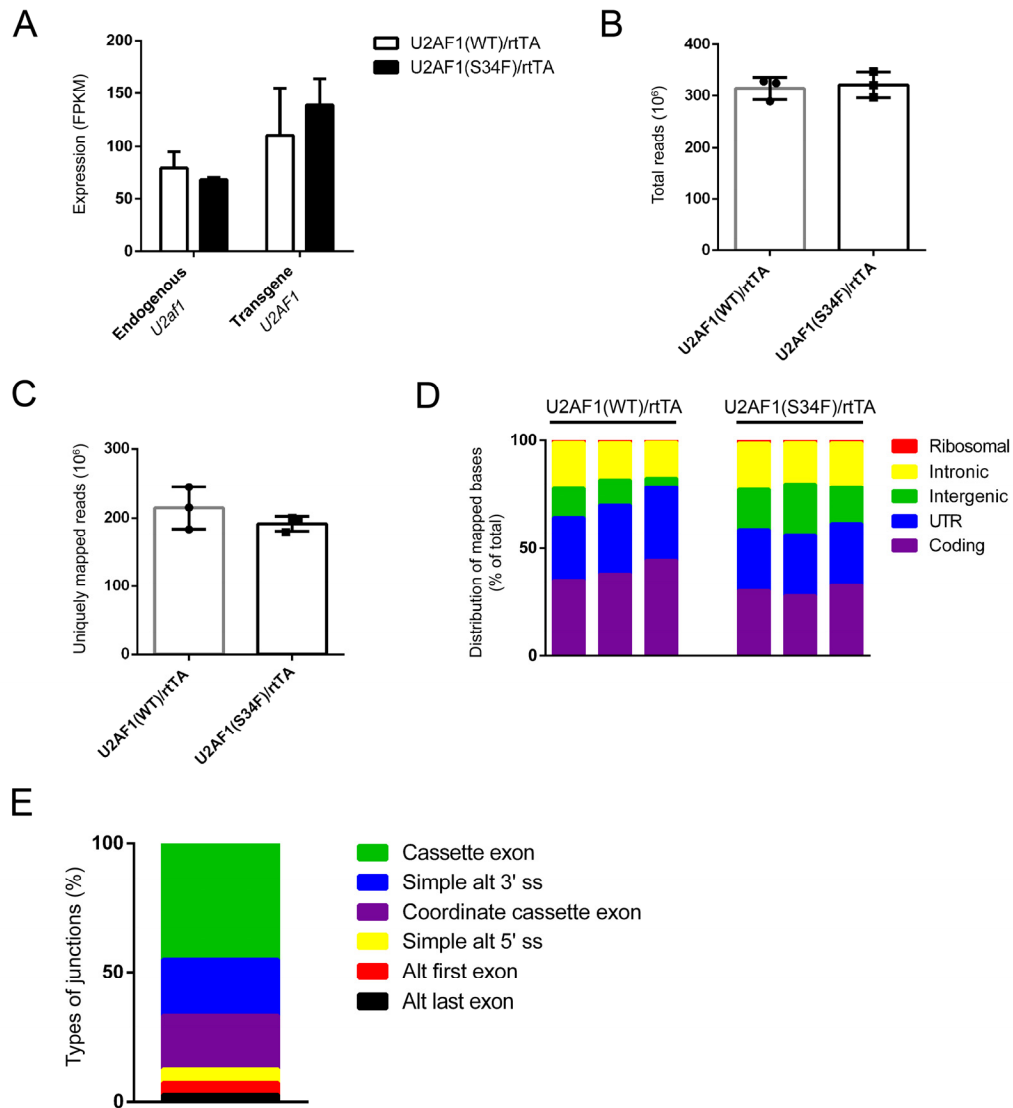 A
Expression (FPKM)
200
150
100
50
0
Endogenous
U2af1
Transgene
U2AF1
U2AF1(WT)/rtTA
U2AF1(S34F)/rtTA
B
Total reads (10⁶)
400
300
200
100
0
U2AF1(WT)/rtTA
U2AF1(S34F)/rtTA
C
Uniquely mapped reads (10⁶)
300
200
100
0
U2AF1(WT)/rtTA
U2AF1(S34F)/rtTA
D
U2AF1(WT)/rtTA
U2AF1(S34F)/rtTA
Distribution of mapped bases
(% of total)
100
50
0
Ribosomal
Intronic
Intergenic
UTR
Coding
E
Types of junctions (%)
100
50
0
Cassette exon
Simple alt 3' ss
Coordinate cassette exon
Simple alt 5' ss
Alt first exon
Alt last exon